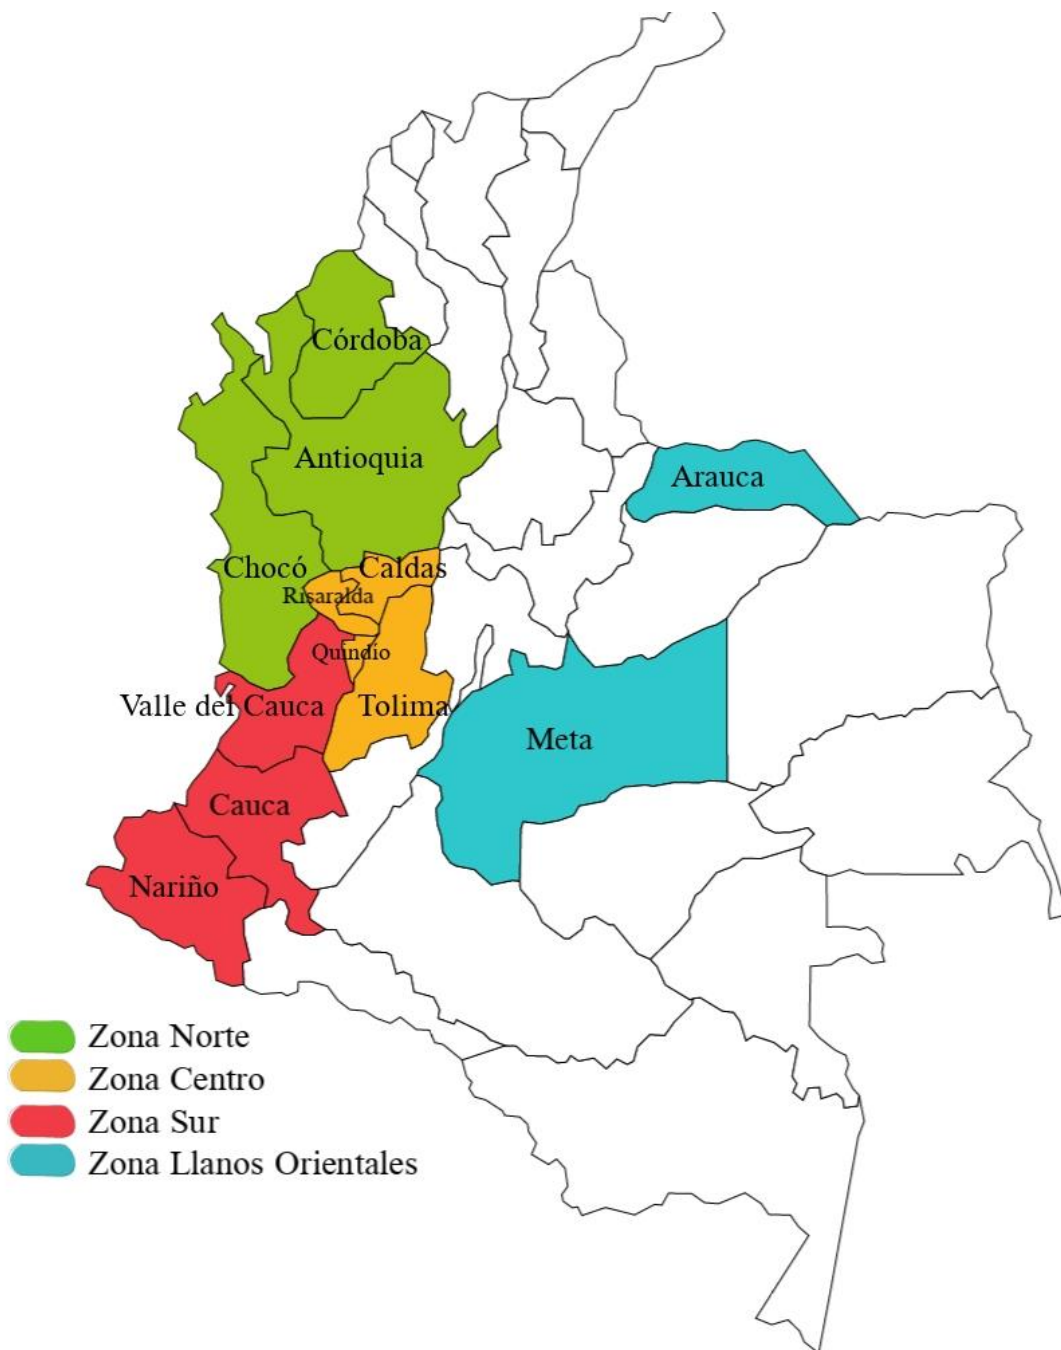 Córdoba
Antioquia
Arauca
Chocó
Caldas
Risaralda
Quindío
Valle del Cauca
Tolima
Meta
Cauca
Nariño
Zona Norte
Zona Centro
Zona Sur
Zona Llanos Orientales